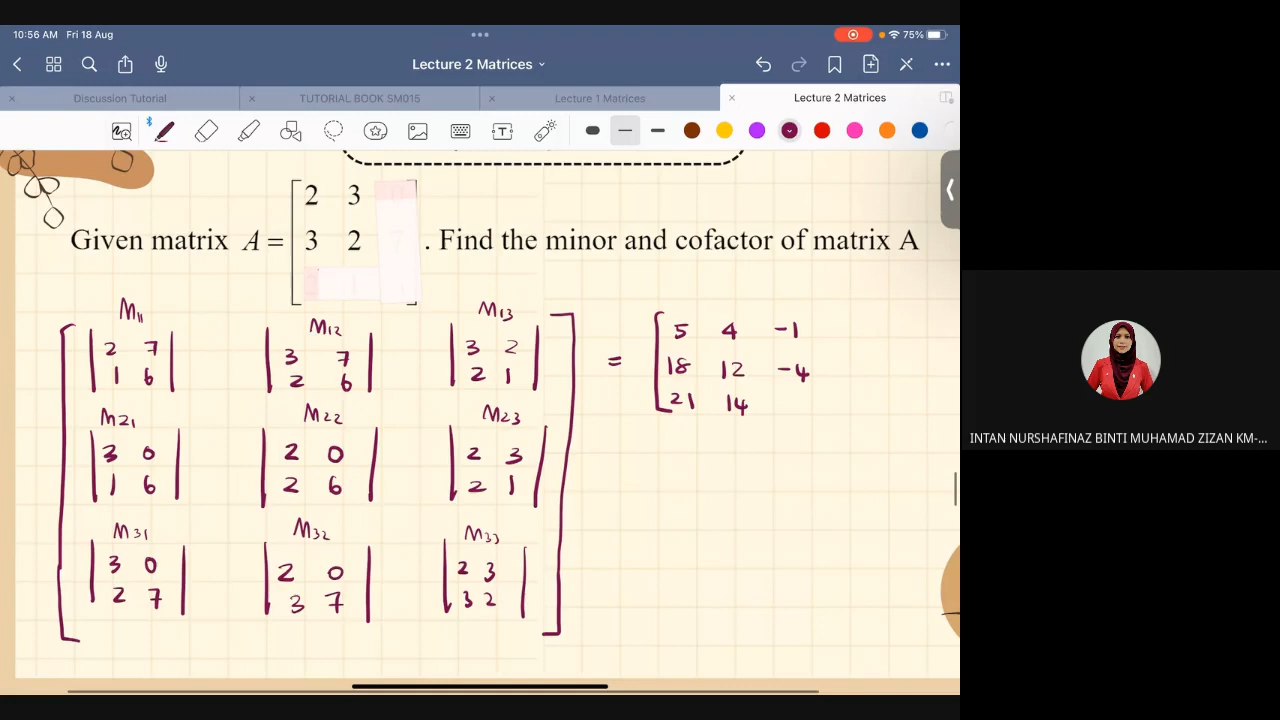 10:56 AM Fri 18 Aug
75%
Lecture 2 Matrices
Discussion Tutorial
TUTORIAL BOOK SM015
Lecture 1 Matrices
Lecture 2 Matrices
T
2 3
Given matrix A = 3 2 . Find the minor and cofactor of matrix A
M11 M12 M13
2 7 3 7 3 2
1 6 2 6 2 1
M21 M22 M23
3 0 2 0 2 3
1 6 2 6 2 1
M31 M32 M33
3 0 2 0 2 3
2 7 3 7 3 2
=
5 4 -1
18 12 -4
21 14
INTAN NURSHAFINAZ BINTI MUHAMAD ZIZAN KM-...